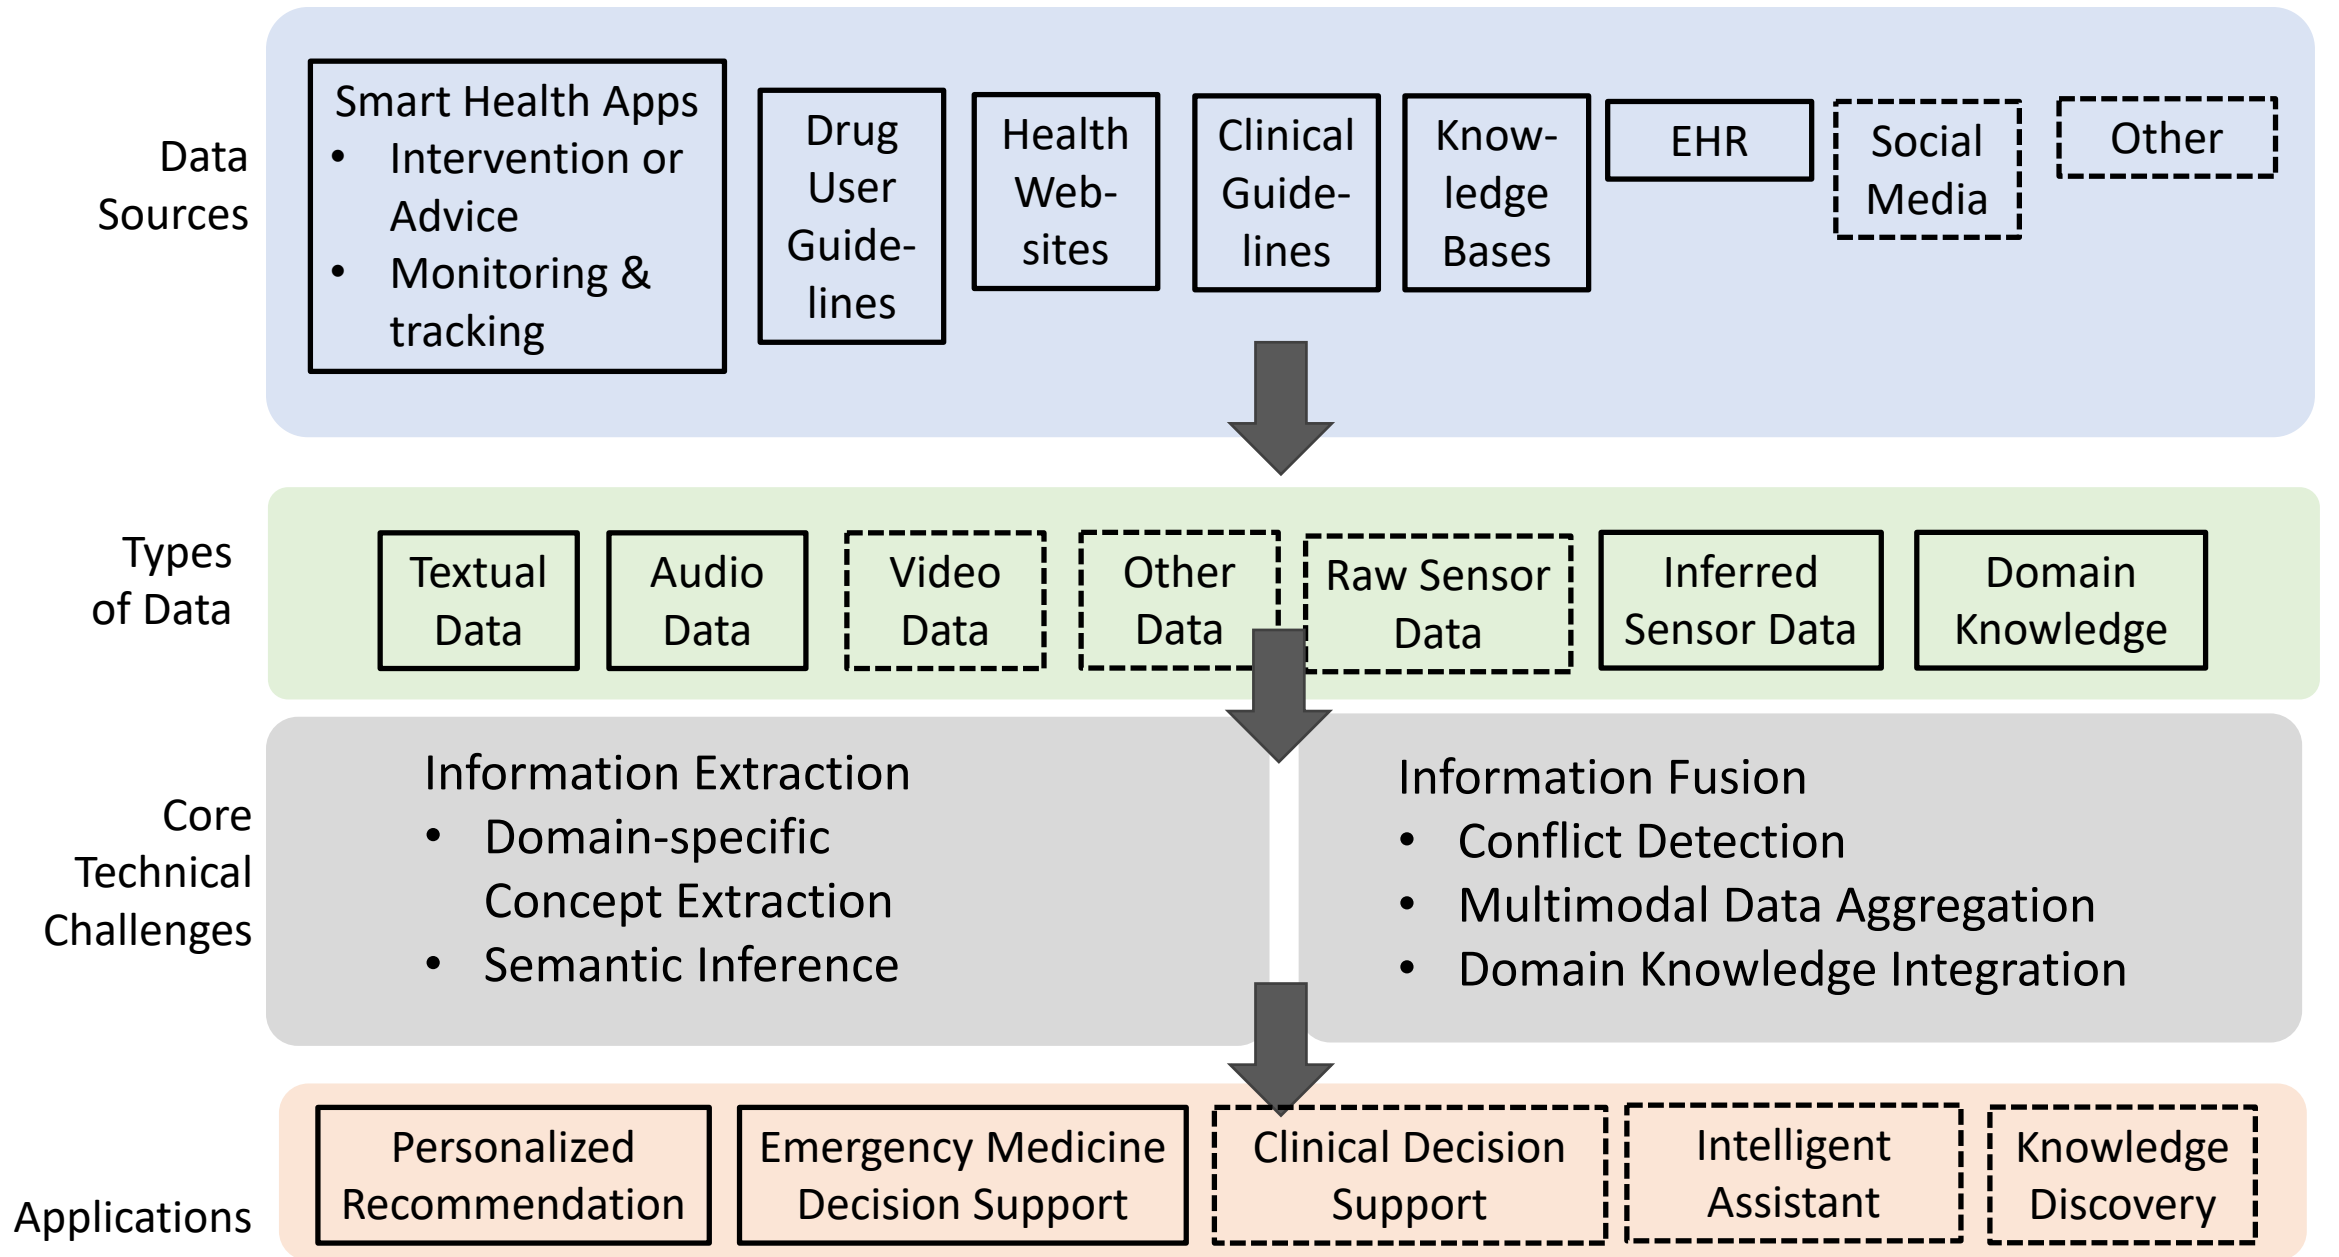 Data
Sources
Smart Health Apps
• Intervention or
Advice
• Monitoring &
tracking
Drug
User
Guide-
lines
Health
Web-
sites
Clinical
Guide-
lines
Know-
ledge
Bases
EHR
Social
Media
Other
Types
of Data
Textual
Data
Audio
Data
Video
Data
Other
Data
Raw Sensor
Data
Inferred
Sensor Data
Domain
Knowledge
Core
Technical
Challenges
Information Extraction
• Domain-specific
Concept Extraction
• Semantic Inference
Information Fusion
• Conflict Detection
• Multimodal Data Aggregation
• Domain Knowledge Integration
Applications
Personalized
Recommendation
Emergency Medicine
Decision Support
Clinical Decision
Support
Intelligent
Assistant
Knowledge
Discovery